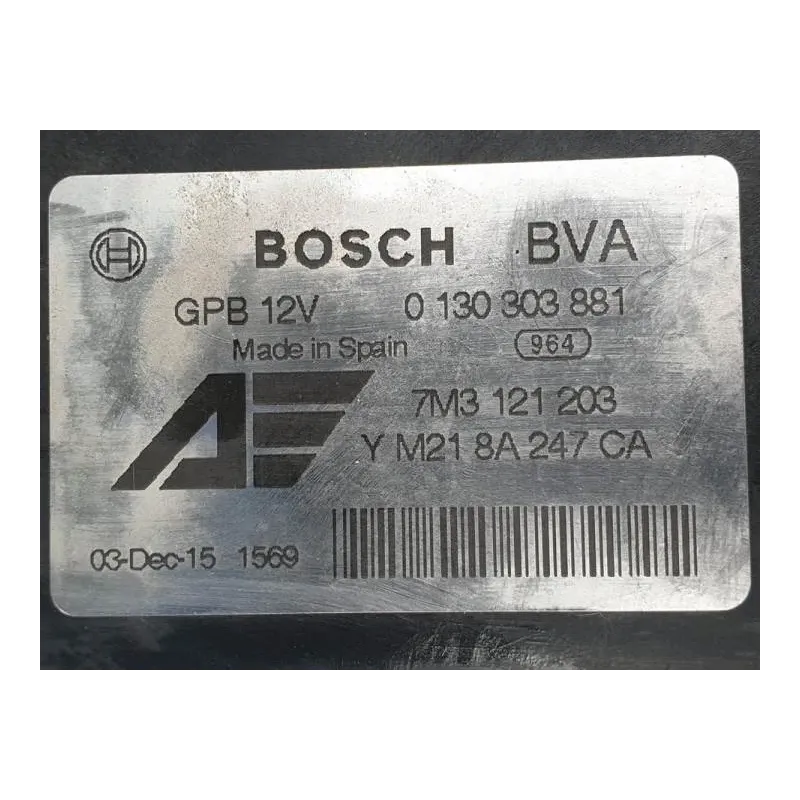 BOSCH BVA
GPB 12V 0 130 303 881
Made in Spain 964
AE 7M3 121 203
Y M21 8A 247 CA
03-Dec-15 1569